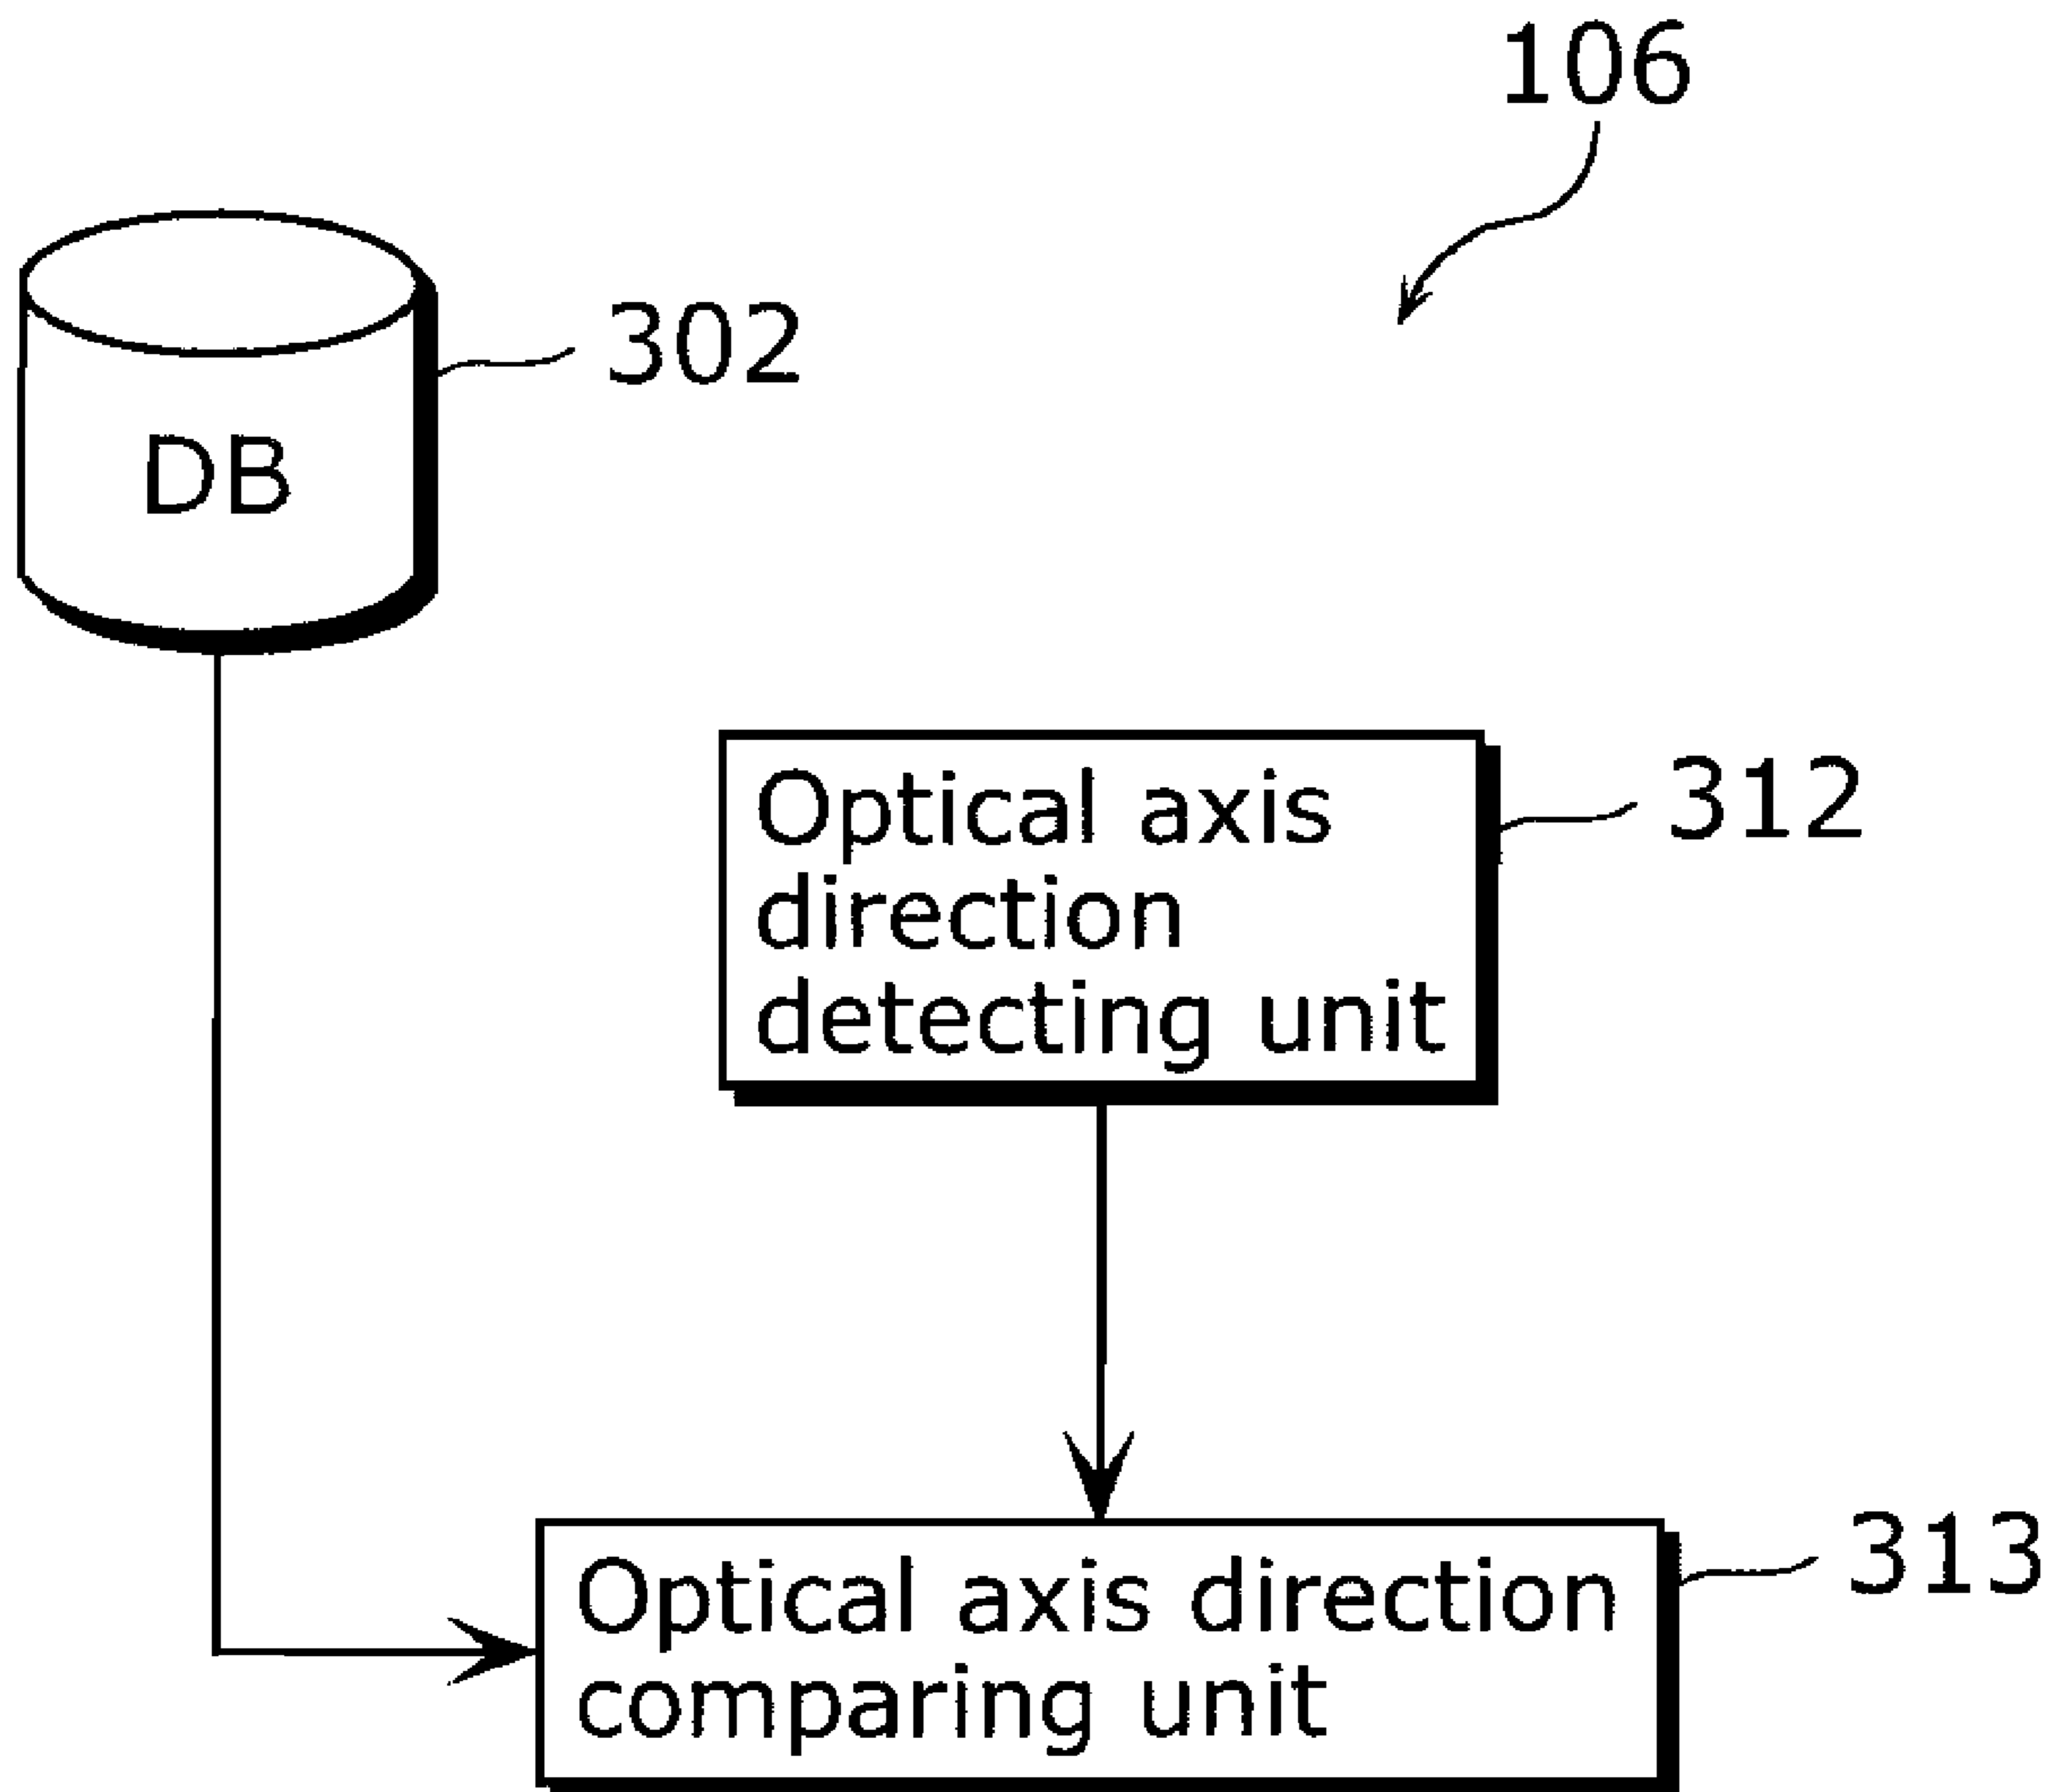 106
302
DB
Optical axis
direction
detecting unit
312
313
Optical axis direction
comparing unit